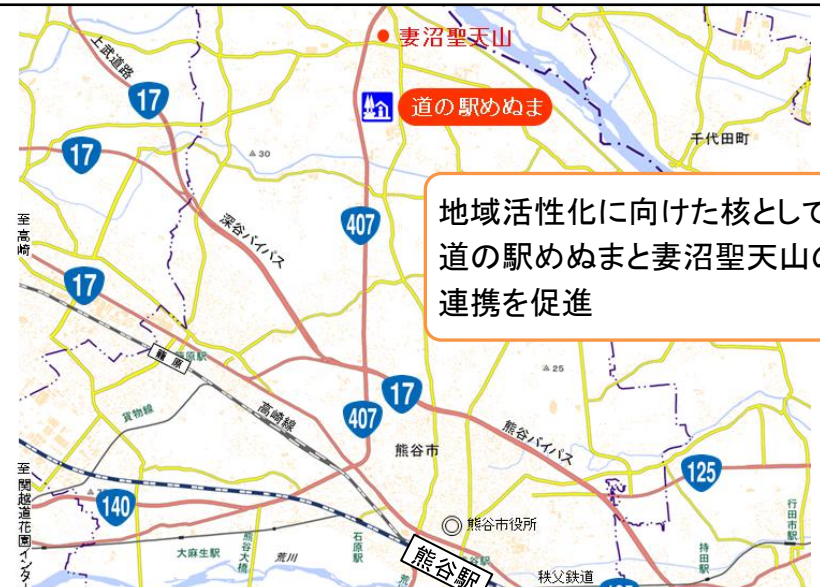 妻沼聖天山
上武道路
17
道の駅めぬま
千代田町
17
30
地域活性化に向けた核として
道の駅めぬまと妻沼聖天山の
連携を促進
深谷バイパス
407
至高崎
17
籠原
25
貨物線
高崎線
17
407
熊谷バイパス
熊谷市
125
至関越道花園インター
140
熊谷市役所
行田市駅
大麻生駅
熊谷大橋
荒川
石原駅
熊谷駅
持田駅
秩父鉄道